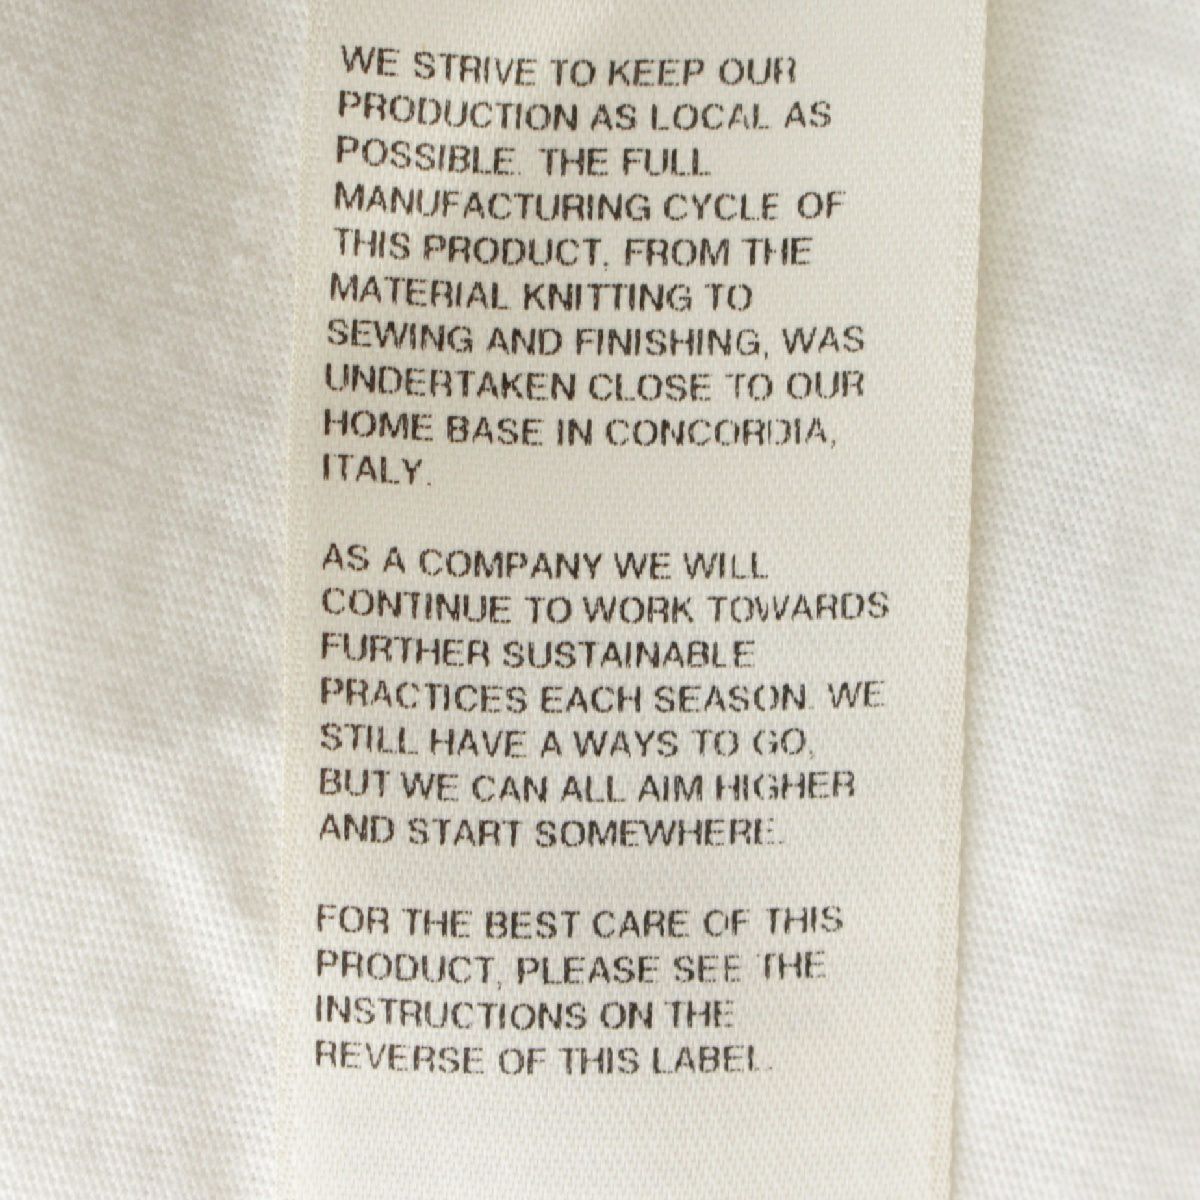 WE STRIVE TO KEEP OUR
PRODUCTION AS LOCAL AS
POSSIBLE. THE FULL
MANUFACTURING CYCLE OF
THIS PRODUCT, FROM THE
MATERIAL KNITTING TO
SEWING AND FINISHING, WAS
UNDERTAKEN CLOSE TO OUR
HOME BASE IN CONCORDIA,
ITALY.
AS A COMPANY WE WILL
CONTINUE TO WORK TOWARDS
FURTHER SUSTAINABLE
PRACTICES EACH SEASON. WE
STILL HAVE A WAYS TO GO,
BUT WE CAN ALL AIM HIGHER
AND START SOMEWHERE.
FOR THE BEST CARE OF THIS
PRODUCT, PLEASE SEE THE
INSTRUCTIONS ON THE
REVERSE OF THIS LABEL.